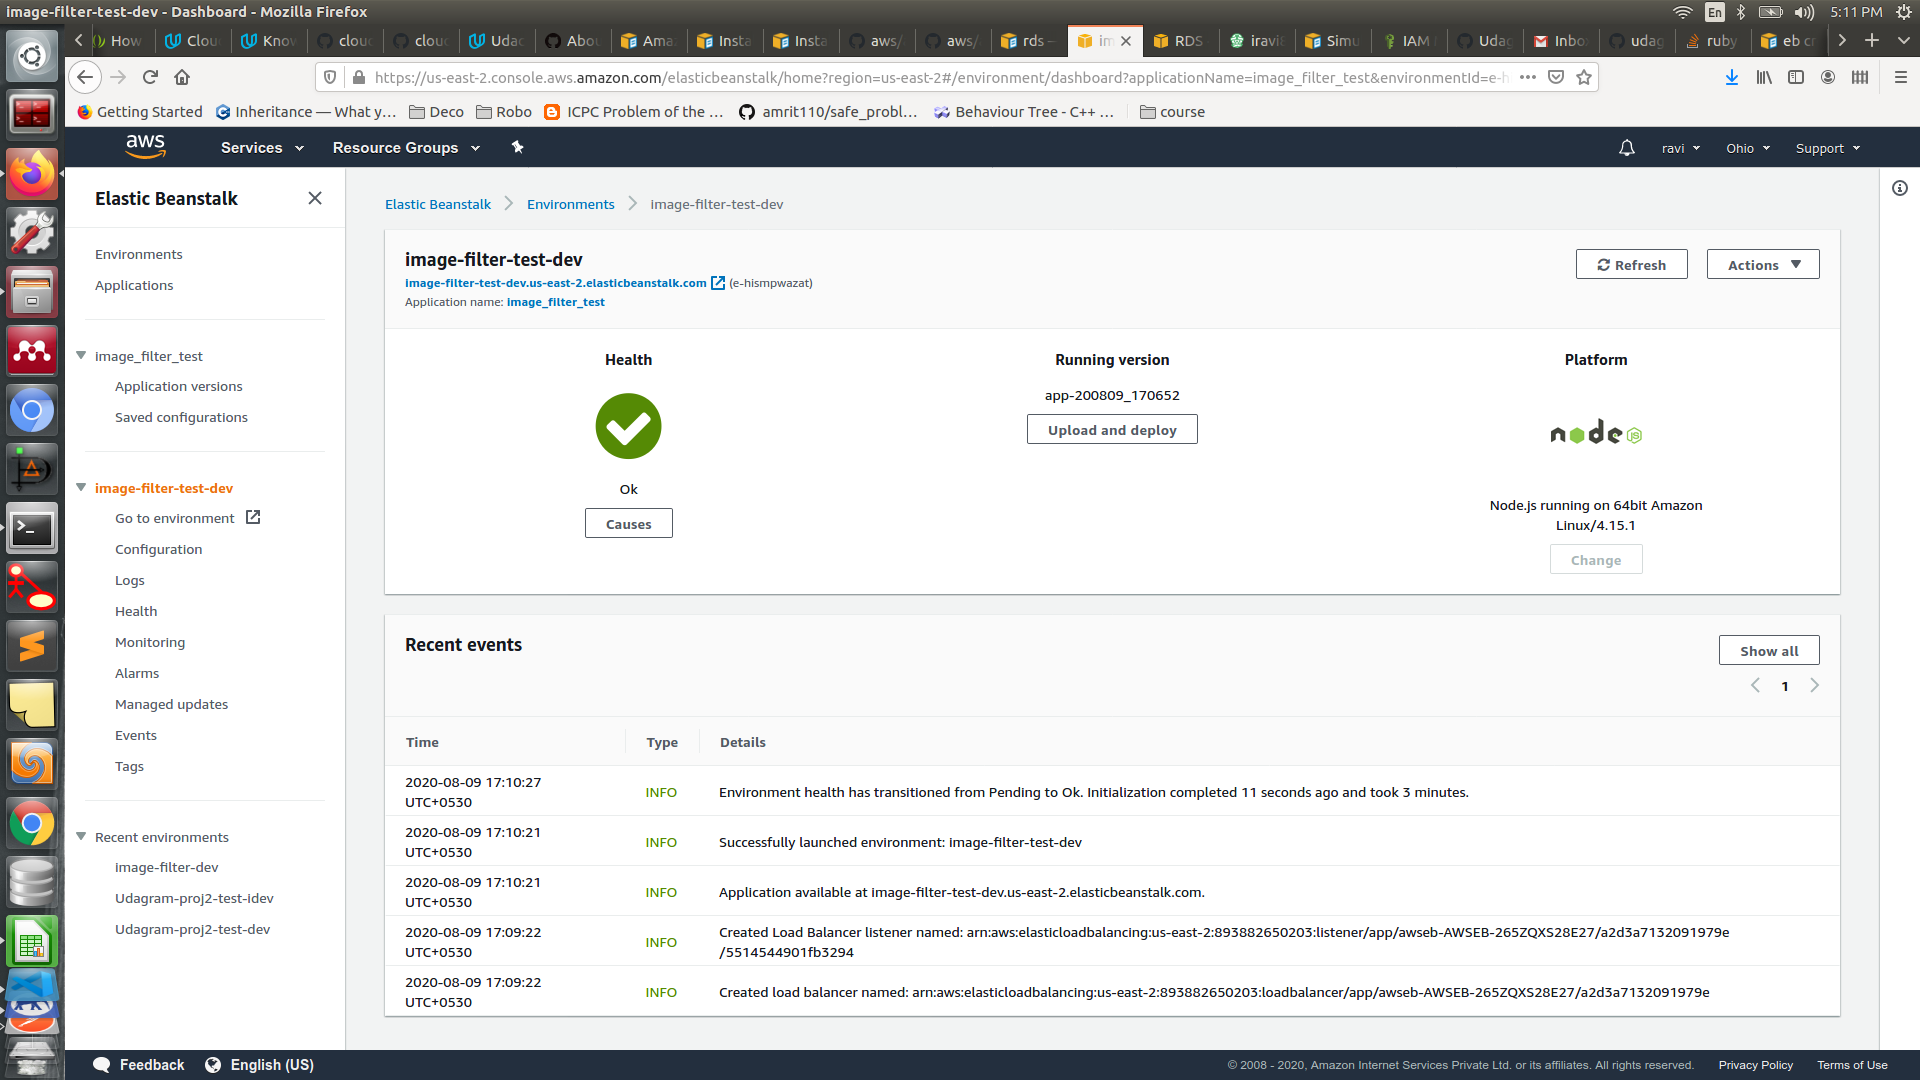 image-filter-test-dev - Dashboard - Mozilla Firefox
En
5:11 PM
How
Clou
Know
clou
clou
Udac
Abou
Ama
Insta
Insta
aws/
aws/
rds -
im
RDS
iravi
Simu
IAM
Udag
Inbo
udag
ruby
eb cr
https://us-east-2.console.aws.amazon.com/elasticbeanstalk/home?region=us-east-2#/environment/dashboard?applicationName=image_filter_test&environmentId=e-h
Getting Started
Inheritance — What y…
Deco
Robo
ICPC Problem of the …
amrit110/safe_probl…
Behaviour Tree - C++ …
course
aws
Services
Resource Groups
ravi
Ohio
Support
Elastic Beanstalk
Environments
Applications
image_filter_test
Application versions
Saved configurations
image-filter-test-dev
Go to environment
Configuration
Logs
Health
Monitoring
Alarms
Managed updates
Events
Tags
Recent environments
image-filter-dev
Udagram-proj2-test-idev
Udagram-proj2-test-dev
Elastic Beanstalk
Environments
image-filter-test-dev
image-filter-test-dev
image-filter-test-dev.us-east-2.elasticbeanstalk.com (e-hismpwazat)
Application name: image_filter_test
Refresh
Actions
Health
Ok
Causes
Running version
app-200809_170652
Upload and deploy
Platform
node JS
Node.js running on 64bit Amazon
Linux/4.15.1
Change
Recent events
Show all
1
Time
Type
Details
2020-08-09 17:10:27
UTC+0530
INFO
Environment health has transitioned from Pending to Ok. Initialization completed 11 seconds ago and took 3 minutes.
2020-08-09 17:10:21
UTC+0530
INFO
Successfully launched environment: image-filter-test-dev
2020-08-09 17:10:21
UTC+0530
INFO
Application available at image-filter-test-dev.us-east-2.elasticbeanstalk.com.
2020-08-09 17:09:22
UTC+0530
INFO
Created Load Balancer listener named: arn:aws:elasticloadbalancing:us-east-2:893882650203:listener/app/awseb-AWSEB-265ZQXS28E27/a2d3a7132091979e
/5514544901fb3294
2020-08-09 17:09:22
UTC+0530
INFO
Created load balancer named: arn:aws:elasticloadbalancing:us-east-2:893882650203:loadbalancer/app/awseb-AWSEB-265ZQXS28E27/a2d3a7132091979e
Feedback
English (US)
© 2008 - 2020, Amazon Internet Services Private Ltd. or its affiliates. All rights reserved.
Privacy Policy
Terms of Use